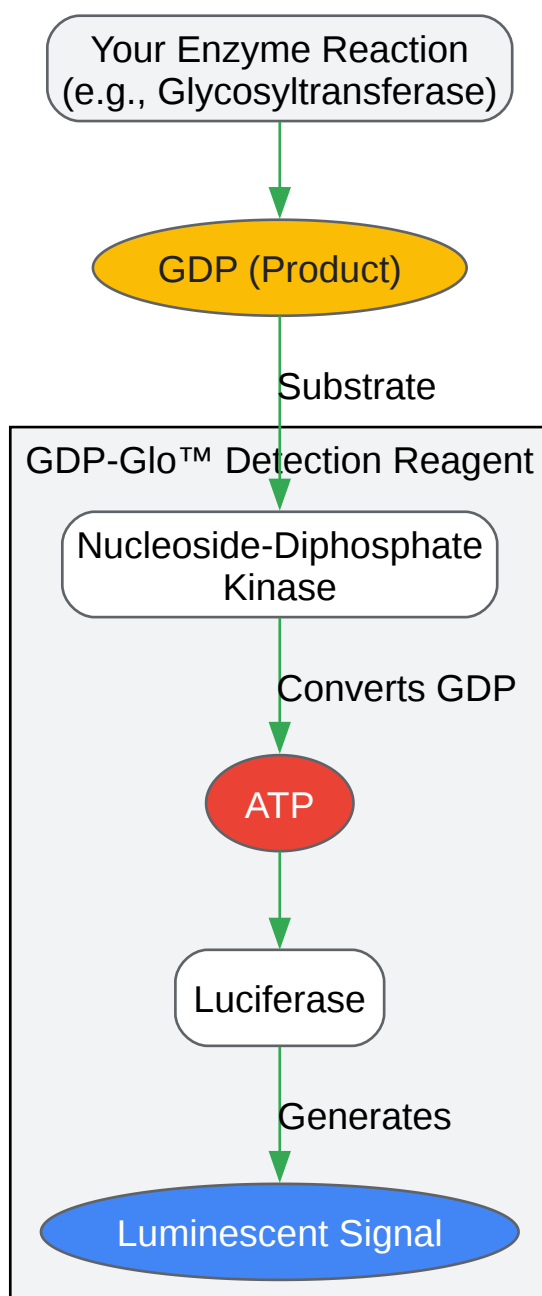 Your Enzyme Reaction
(e.g., Glycosyltransferase)
GDP (Product)
Substrate
GDP-Glo™ Detection Reagent
Nucleoside-Diphosphate
Kinase
Converts GDP
ATP
Luciferase
Generates
Luminescent Signal